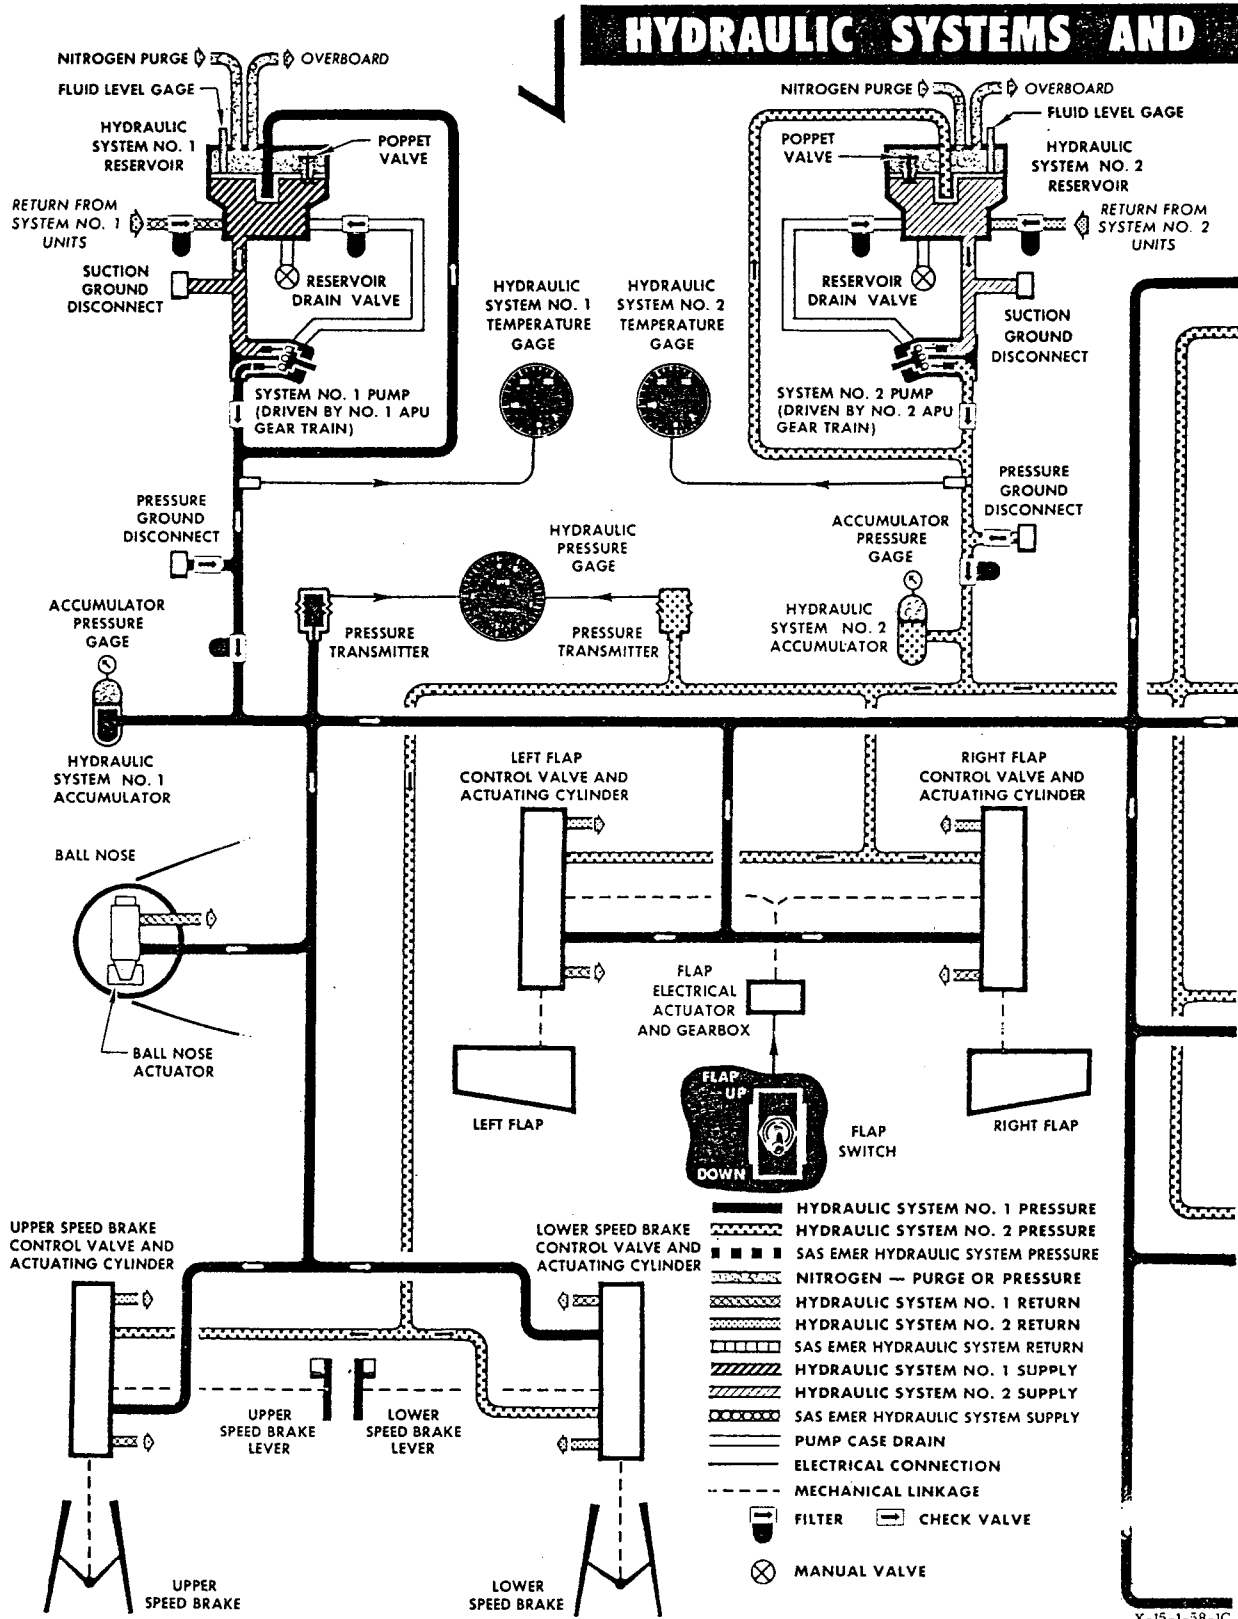 HYDRAULIC SYSTEMS AND
NITROGEN PURGE
OVERBOARD
FLUID LEVEL GAGE
HYDRAULIC
SYSTEM NO. 1
RESERVOIR
POPPET
VALVE
RETURN FROM
SYSTEM NO. 1
UNITS
SUCTION
GROUND
DISCONNECT
RESERVOIR
DRAIN VALVE
SYSTEM NO. 1 PUMP
(DRIVEN BY NO. 1 APU
GEAR TRAIN)
HYDRAULIC
SYSTEM NO. 1
TEMPERATURE
GAGE
HYDRAULIC
SYSTEM NO. 2
TEMPERATURE
GAGE
NITROGEN PURGE
OVERBOARD
FLUID LEVEL GAGE
POPPET
VALVE
HYDRAULIC
SYSTEM NO. 2
RESERVOIR
RETURN FROM
SYSTEM NO. 2
UNITS
RESERVOIR
DRAIN VALVE
SUCTION
GROUND
DISCONNECT
SYSTEM NO. 2 PUMP
(DRIVEN BY NO. 2 APU
GEAR TRAIN)
PRESSURE
GROUND
DISCONNECT
PRESSURE
GROUND
DISCONNECT
HYDRAULIC
PRESSURE
GAGE
ACCUMULATOR
PRESSURE
GAGE
ACCUMULATOR
PRESSURE
GAGE
PRESSURE
TRANSMITTER
PRESSURE
TRANSMITTER
HYDRAULIC
SYSTEM NO. 2
ACCUMULATOR
HYDRAULIC
SYSTEM NO. 1
ACCUMULATOR
LEFT FLAP
CONTROL VALVE AND
ACTUATING CYLINDER
RIGHT FLAP
CONTROL VALVE AND
ACTUATING CYLINDER
BALL NOSE
BALL NOSE
ACTUATOR
FLAP
ELECTRICAL
ACTUATOR
AND GEARBOX
LEFT FLAP
RIGHT FLAP
FLAP
UP
DOWN
FLAP
SWITCH
UPPER SPEED BRAKE
CONTROL VALVE AND
ACTUATING CYLINDER
LOWER SPEED BRAKE
CONTROL VALVE AND
ACTUATING CYLINDER
UPPER
SPEED BRAKE
LEVER
LOWER
SPEED BRAKE
LEVER
UPPER
SPEED BRAKE
LOWER
SPEED BRAKE
HYDRAULIC SYSTEM NO. 1 PRESSURE
HYDRAULIC SYSTEM NO. 2 PRESSURE
SAS EMER HYDRAULIC SYSTEM PRESSURE
NITROGEN — PURGE OR PRESSURE
HYDRAULIC SYSTEM NO. 1 RETURN
HYDRAULIC SYSTEM NO. 2 RETURN
SAS EMER HYDRAULIC SYSTEM RETURN
HYDRAULIC SYSTEM NO. 1 SUPPLY
HYDRAULIC SYSTEM NO. 2 SUPPLY
SAS EMER HYDRAULIC SYSTEM SUPPLY
PUMP CASE DRAIN
ELECTRICAL CONNECTION
MECHANICAL LINKAGE
FILTER
CHECK VALVE
MANUAL VALVE
X-15-1-58-1C